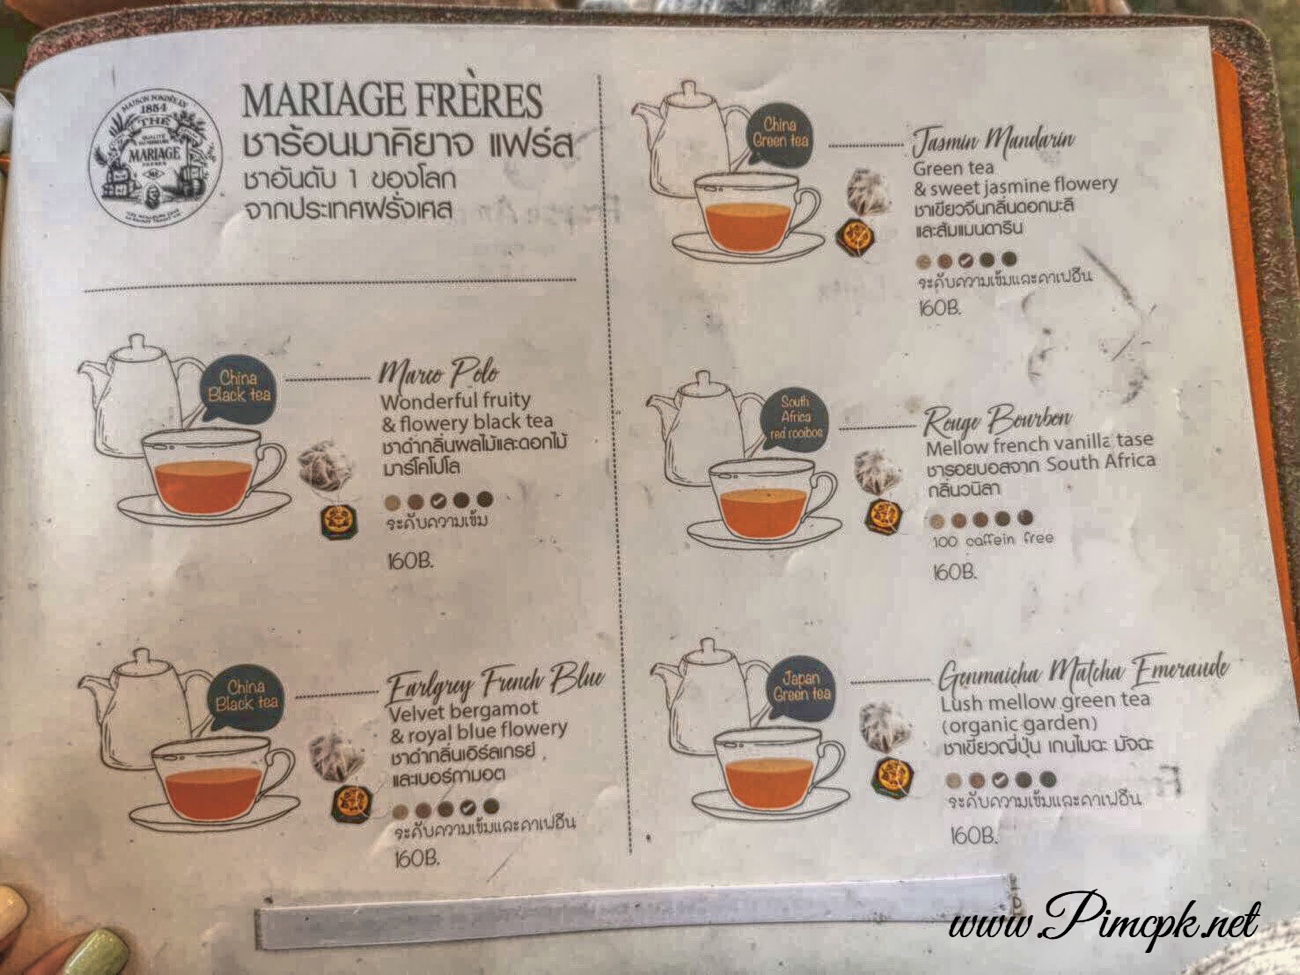 MAISON FONDÉE EN
1854
THÉ
QUALITÉ
MARIAGE
FRERES
MARIAGE FRÈRES
ชาร้อนมาคิยาจ แฟร์ส
ชาอันดับ 1 ของโลก
จากประเทศฝรั่งเศส
China
Black tea
Marco Polo
Wonderful fruity
& flowery black tea
ชาดำกลิ่นผลไม้และดอกไม้
มาร์โคโปโล
ระดับความเข้ม
160B.
China
Black tea
Earlgrey French Blue
Velvet bergamot
& royal blue flowery
ชาดำกลิ่นเอิร์ลเกรย์
และเบอร์กามอต
ระดับความเข้มและคาเฟอีน
160B.
China
Green tea
Jasmin Mandarin
Green tea
& sweet jasmine flowery
ชาเขียวจีนกลิ่นดอกมะลิ
และส้มแมนดาริน
ระดับความเข้มและคาเฟอีน
160B.
South
Africa
red rooibos
Rouge Bourbon
Mellow french vanilla tase
ชารอยบอสจาก South Africa
กลิ่นวนิลา
100 caffein free
160B.
Japan
Green tea
Genmaicha Matcha Emeraude
Lush mellow green tea
(organic garden)
ชาเขียวญี่ปุ่น เกนไมฉะ มัจฉะ
ระดับความเข้มและคาเฟอีน
160B.
www.Pimcpk.net